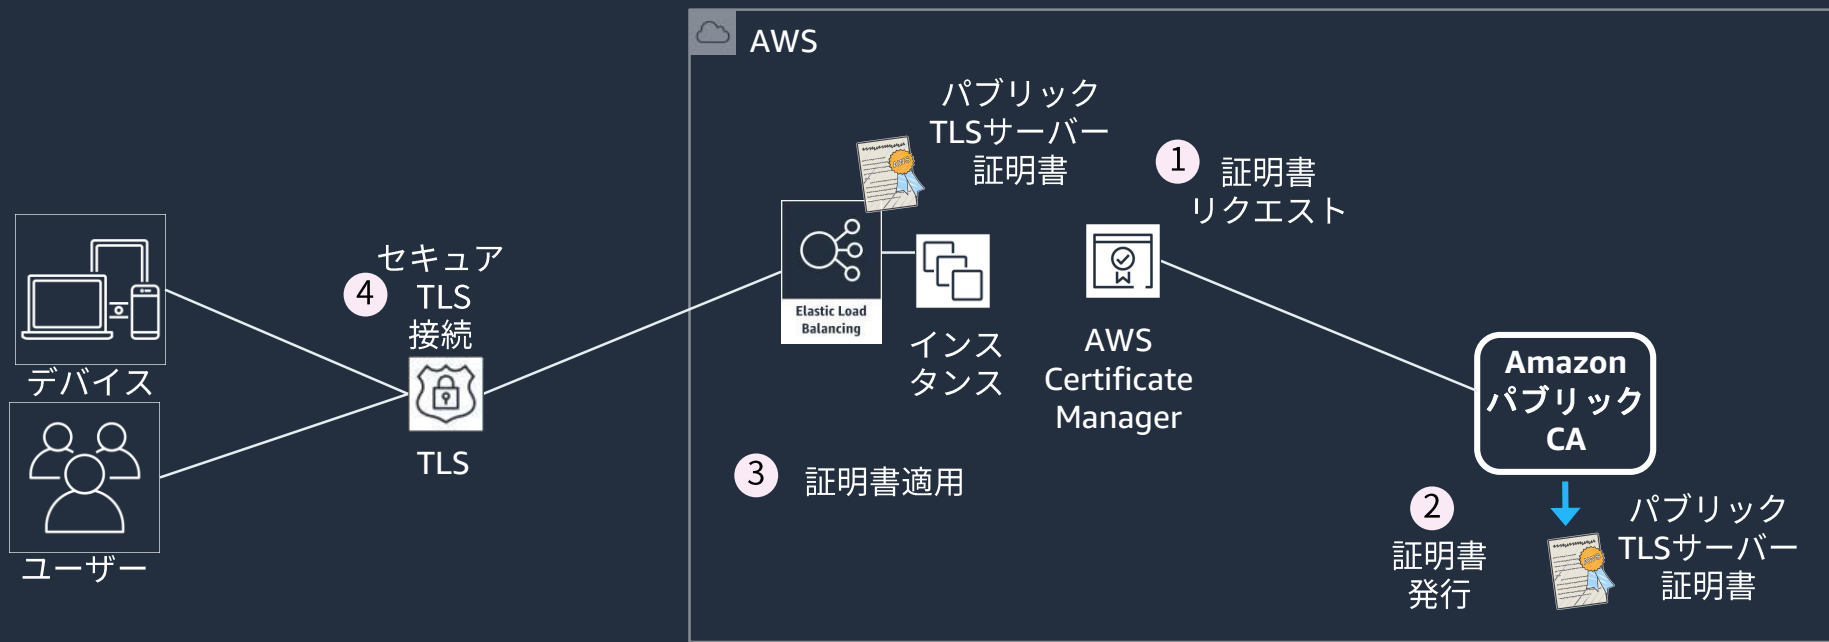 AWS
パブリック
TLSサーバー
証明書
1
証明書
リクエスト
セキュア
TLS
接続
4
Elastic Load
Balancing
インス
タンス
AWS
Certificate
Manager
デバイス
Amazon
パブリック
CA
TLS
3
証明書適用
2
証明書
発行
パブリック
TLSサーバー
証明書
ユーザー